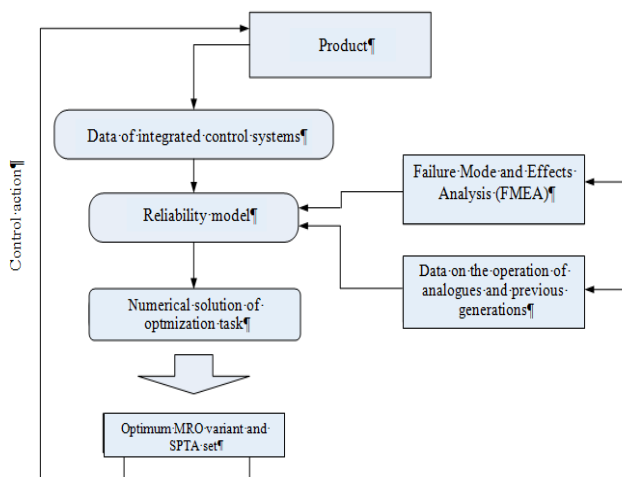 Product¶
Data·of·integrated·control·systems¶
Control·action¶
Failure·Mode·and·Effects·
Analysis·(FMEA)¶
Reliability·model¶
Data·on·the·operation·of·
analogues·and·previous·
generations¶
Numerical·solution·of·
optmization·task¶
Optimum·MRO·variant·and·
SPTA·set¶